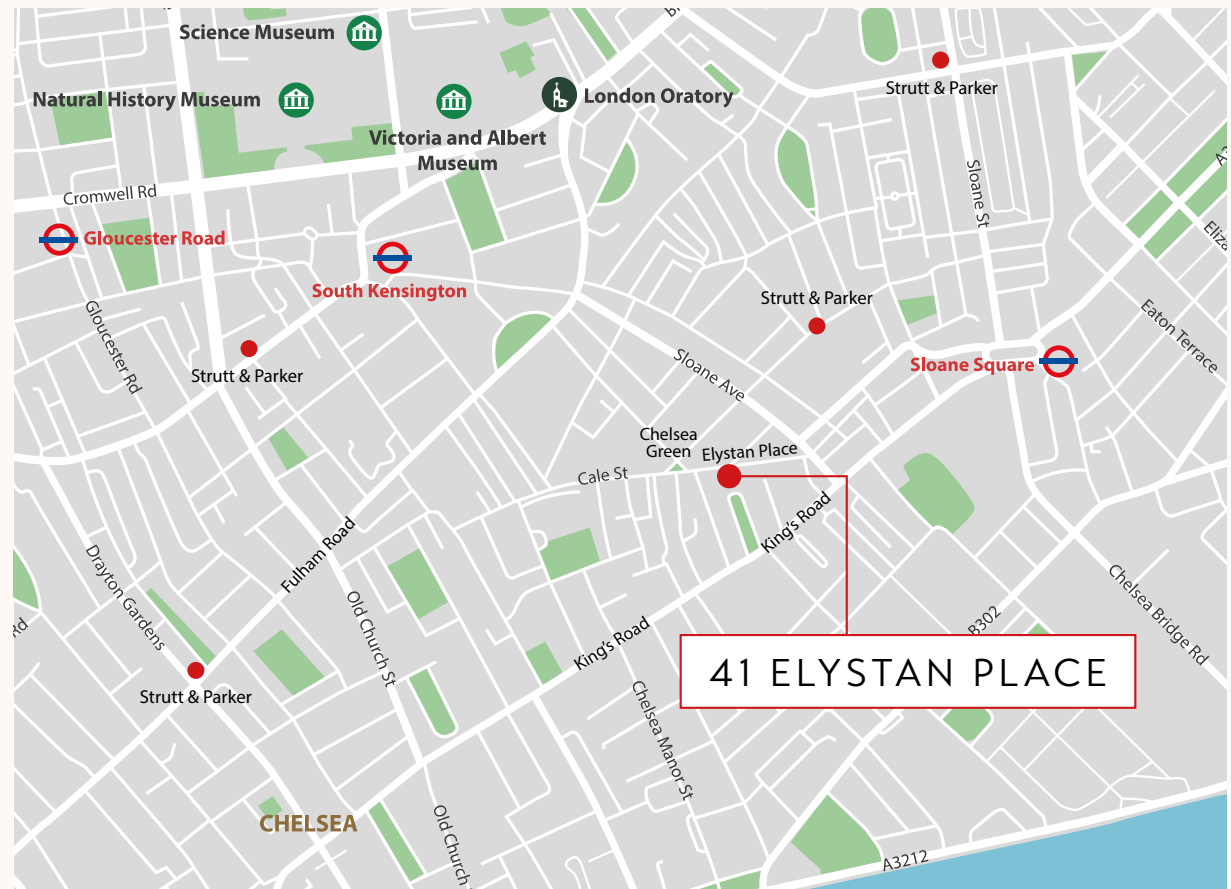 Science Museum
Natural History Museum
Victoria and Albert
Museum
London Oratory
Strutt & Parker
Cromwell Rd
Sloane St
Gloucester Road
South Kensington
Gloucester Rd
Strutt & Parker
Strutt & Parker
Sloane Ave
Sloane Square
Eaton Terrace
Chelsea
Green
Elystan Place
Cale St
King's Road
Fulham Road
Drayton Gardens
Old Church St
King's Road
Chelsea Manor St
B302
Chelsea Bridge Rd
41 ELYSTAN PLACE
Strutt & Parker
CHELSEA
Old Church
A3212
Rd